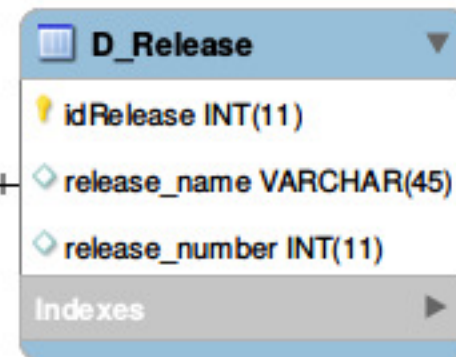 D_Release
idRelease INT(11)
release_name VARCHAR(45)
release_number INT(11)
Indexes